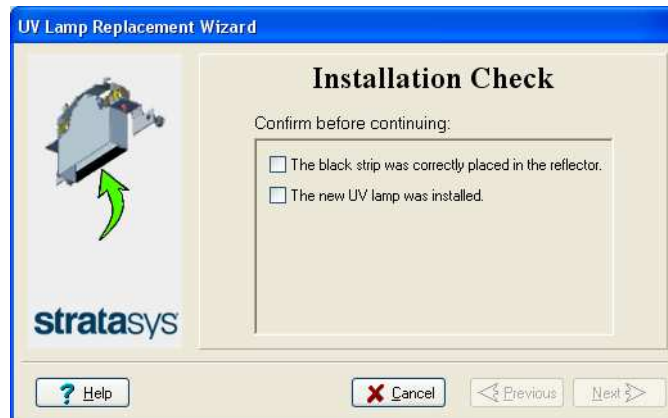 UV Lamp Replacement Wizard
Installation Check
Confirm before continuing:
The black strip was correctly placed in the reflector.
The new UV lamp was installed.
stratasys
? Help
Cancel
Previous
Next